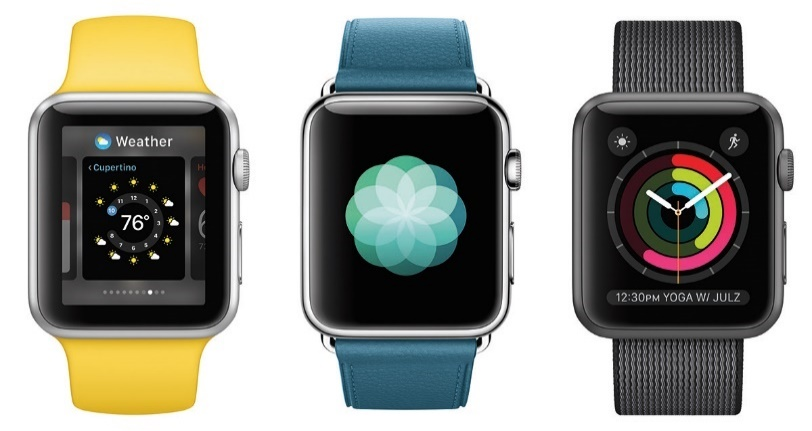 Weather
Cupertino
76°
12:30PM YOGA W/ JULZ